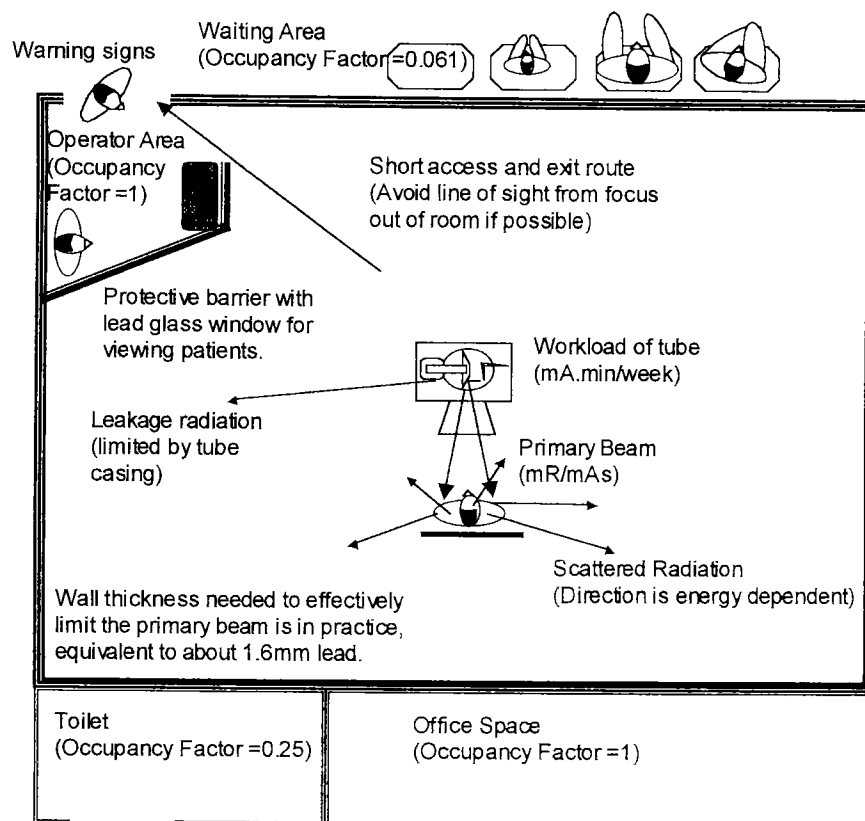 Waiting Area
(Occupancy Factor =0.061)
Warning signs
Operator Area
(Occupancy
Factor =1)
Short access and exit route
(Avoid line of sight from focus
out of room if possible)
Protective barrier with
lead glass window for
viewing patients.
Workload of tube
(mA.min/week)
Leakage radiation
(limited by tube
casing)
Primary Beam
(mR/mAs)
Scattered Radiation
(Direction is energy dependent)
Wall thickness needed to effectively
limit the primary beam is in practice,
equivalent to about 1.6mm lead.
Toilet
(Occupancy Factor =0.25)
Office Space
(Occupancy Factor =1)